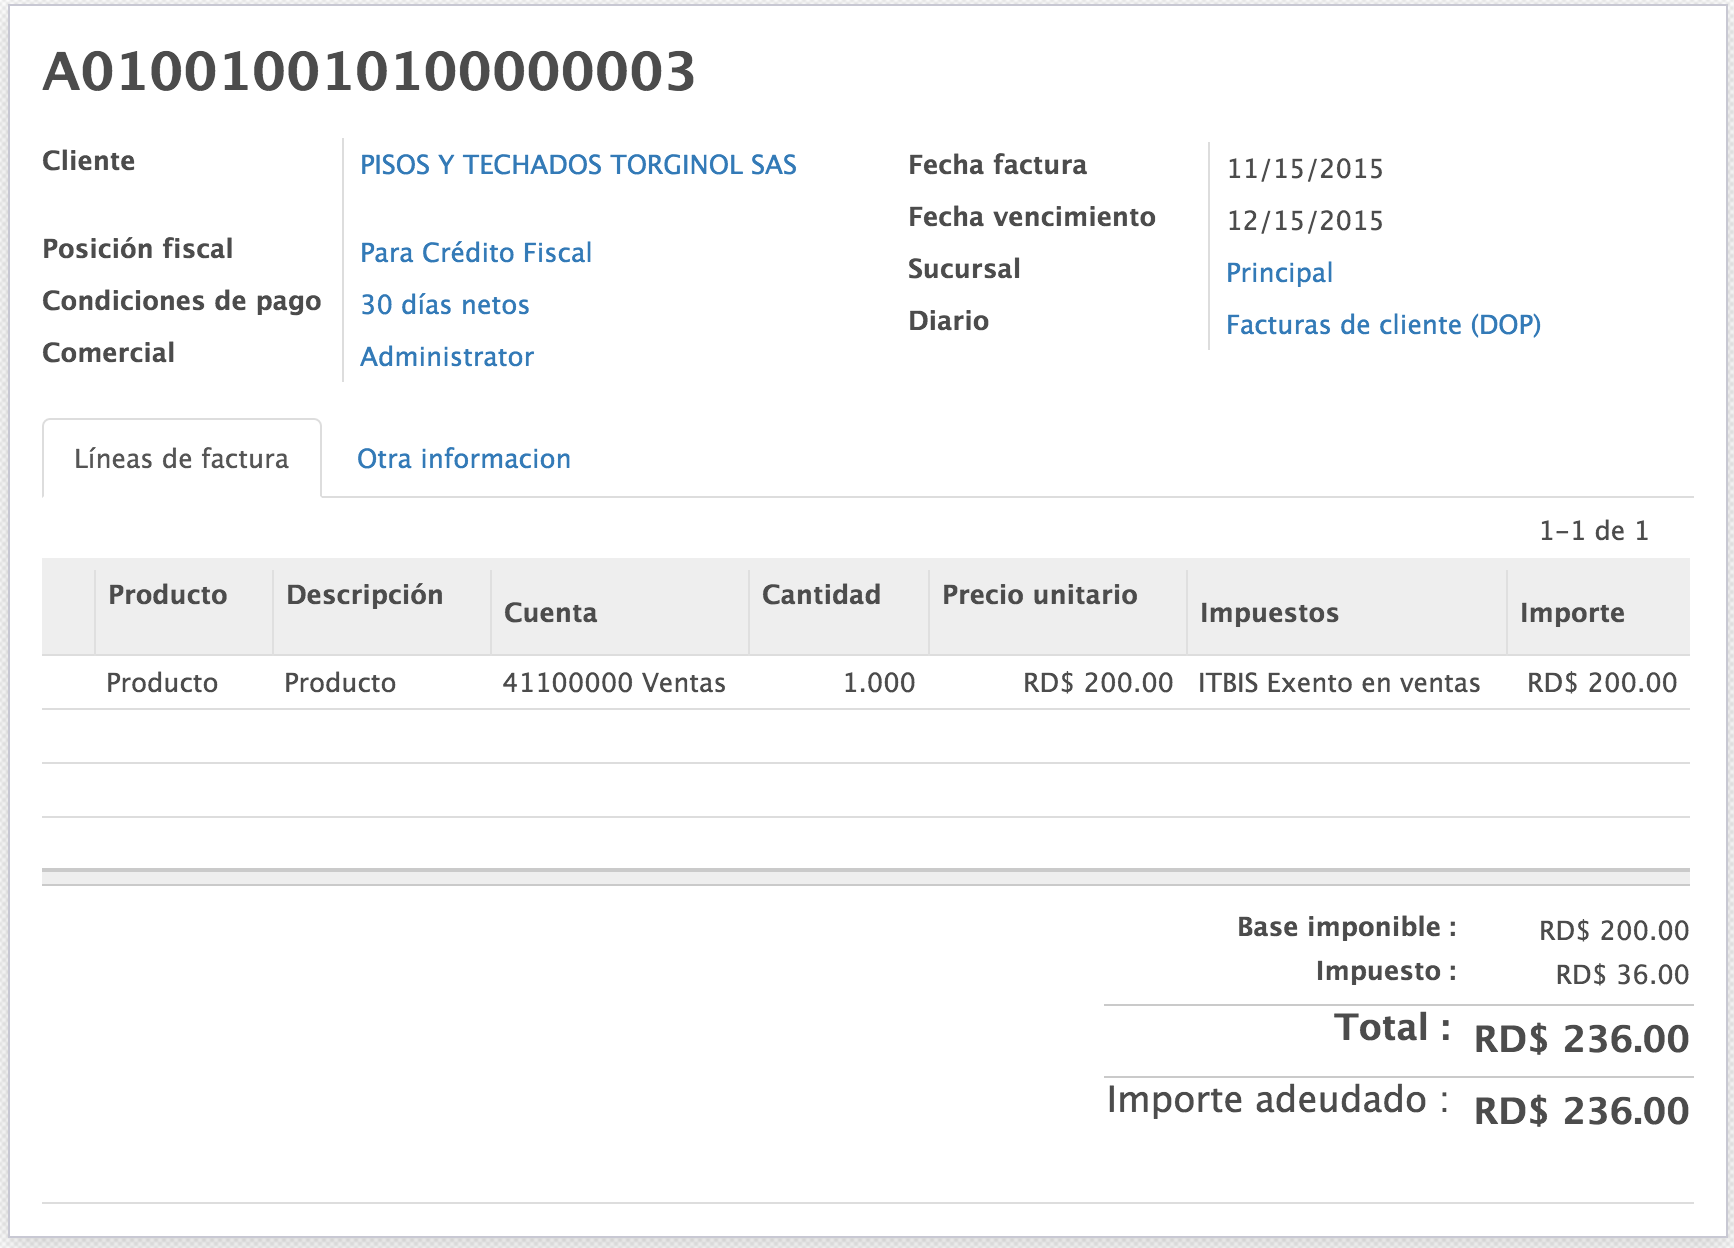 A010010010100000003
Cliente PISOS Y TECHADOS TORGINOL SAS
Posición fiscal Para Crédito Fiscal
Condiciones de pago 30 días netos
Comercial Administrator
Fecha factura 11/15/2015
Fecha vencimiento 12/15/2015
Sucursal Principal
Diario Facturas de cliente (DOP)
Líneas de factura Otra informacion
1-1 de 1
Producto Descripción Cuenta Cantidad Precio unitario Impuestos Importe
Producto Producto 41100000 Ventas 1.000 RD$ 200.00 ITBIS Exento en ventas RD$ 200.00
Base imponible : RD$ 200.00
Impuesto : RD$ 36.00
Total : RD$ 236.00
Importe adeudado : RD$ 236.00